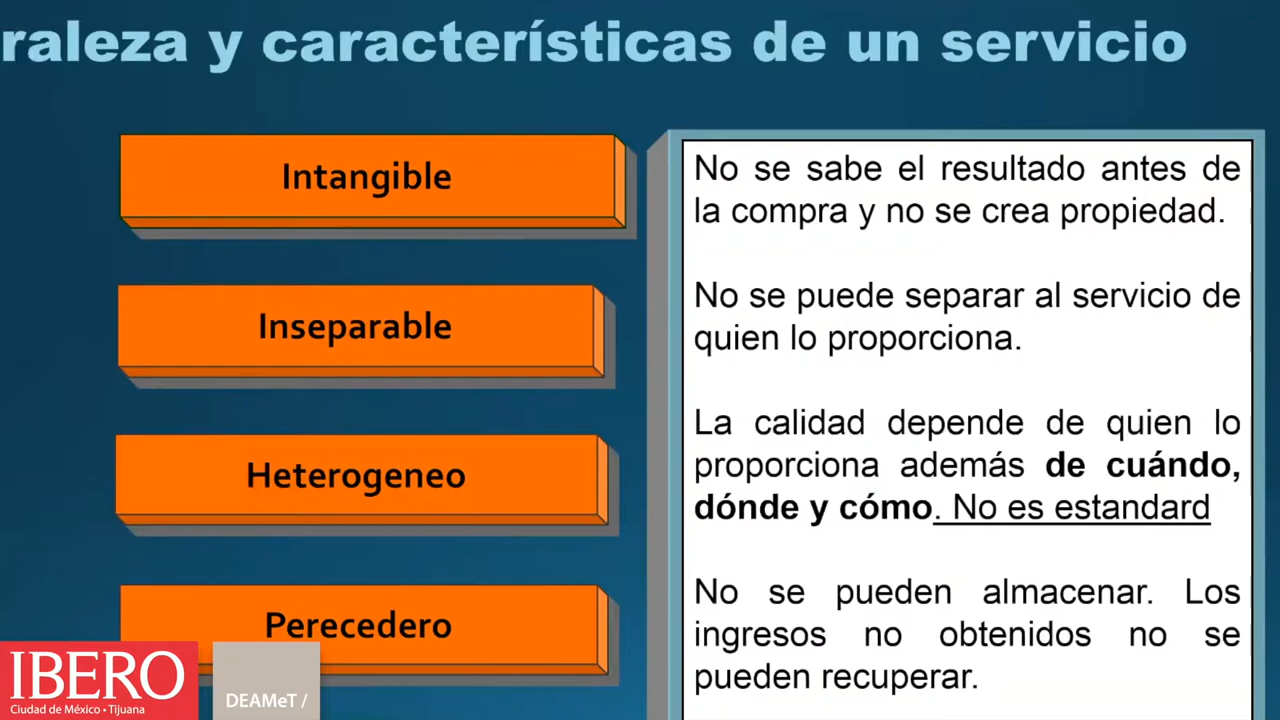 raleza y características de un servicio
Intangible
No se sabe el resultado antes de
la compra y no se crea propiedad.
Inseparable
No se puede separar al servicio de
quien lo proporciona.
Heterogeneo
La calidad depende de quien lo
proporciona además de cuándo,
dónde y cómo. No es estandard
Perecedero
No se pueden almacenar. Los
ingresos no obtenidos no se
pueden recuperar.
IBERO
Ciudad de México • Tijuana
DEAMeT /